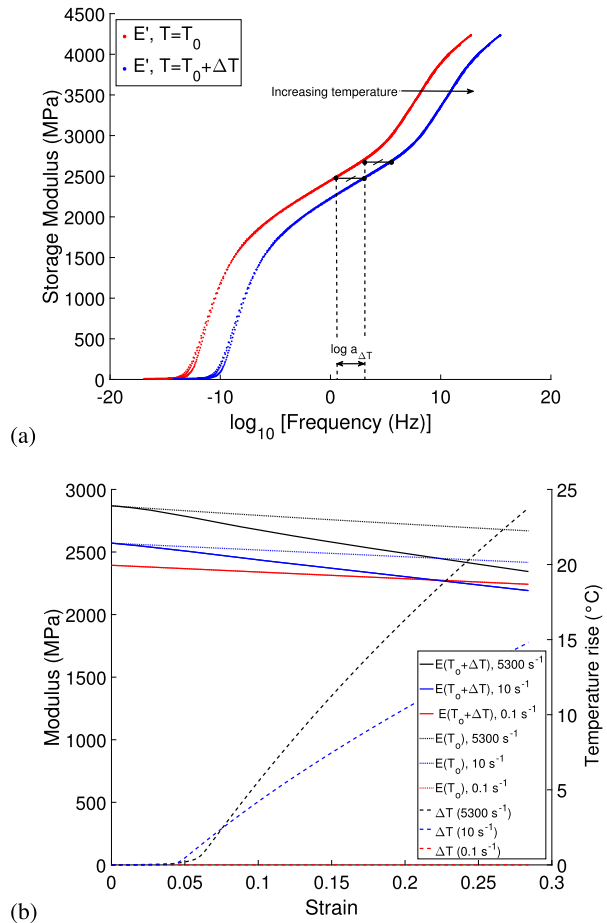 (a)
E', T=T₀
E', T=T₀+ΔT
Increasing temperature
log a_ΔT
Storage Modulus (MPa)
4500
4000
3500
3000
2500
2000
1500
1000
500
0
-20
-10
0
10
20
log₁₀ [Frequency (Hz)]
(b)
Modulus (MPa)
3000
2500
2000
1500
1000
500
0
25
20
15
10
5
0
Temperature rise (°C)
E(Tₒ+ΔT), 5300 s⁻¹
E(Tₒ+ΔT), 10 s⁻¹
E(Tₒ+ΔT), 0.1 s⁻¹
E(Tₒ), 5300 s⁻¹
E(Tₒ), 10 s⁻¹
E(Tₒ), 0.1 s⁻¹
ΔT (5300 s⁻¹)
ΔT (10 s⁻¹)
ΔT (0.1 s⁻¹)
0
0.05
0.1
0.15
0.2
0.25
0.3
Strain